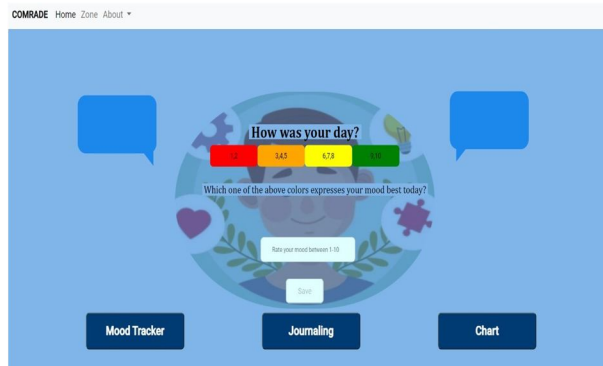 COMRADE Home Zone About
How was your day?
1,2 3,4,5 6,7,8 9,10
Which one of the above colors expresses your mood best today?
Rate your mood between 1-10
Save
Mood Tracker Journaling Chart